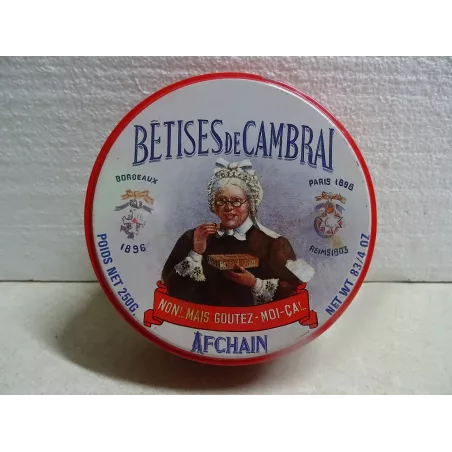 BÊTISES DE CAMBRAI
BORDEAUX
1896
PARIS 1898
REIMS 1903
POIDS NET 250G.
NET WT 8 3/4 OZ
NON! MAIS GOUTEZ-MOI-ÇA!..
AFCHAIN